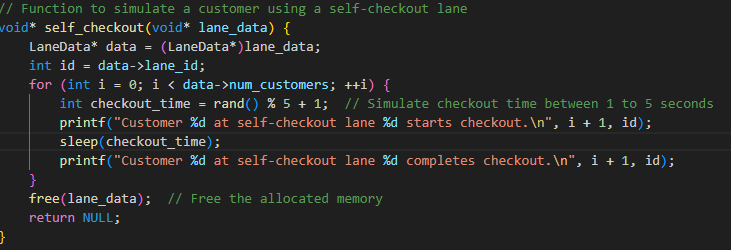 // Function to simulate a customer using a self-checkout lane
void* self_checkout(void* lane_data) {
    LaneData* data = (LaneData*)lane_data;
    int id = data->lane_id;
    for (int i = 0; i < data->num_customers; ++i) {
        int checkout_time = rand() % 5 + 1;  // Simulate checkout time between 1 to 5 seconds
        printf("Customer %d at self-checkout lane %d starts checkout.\n", i + 1, id);
        sleep(checkout_time);
        printf("Customer %d at self-checkout lane %d completes checkout.\n", i + 1, id);
    }
    free(lane_data);  // Free the allocated memory
    return NULL;
}